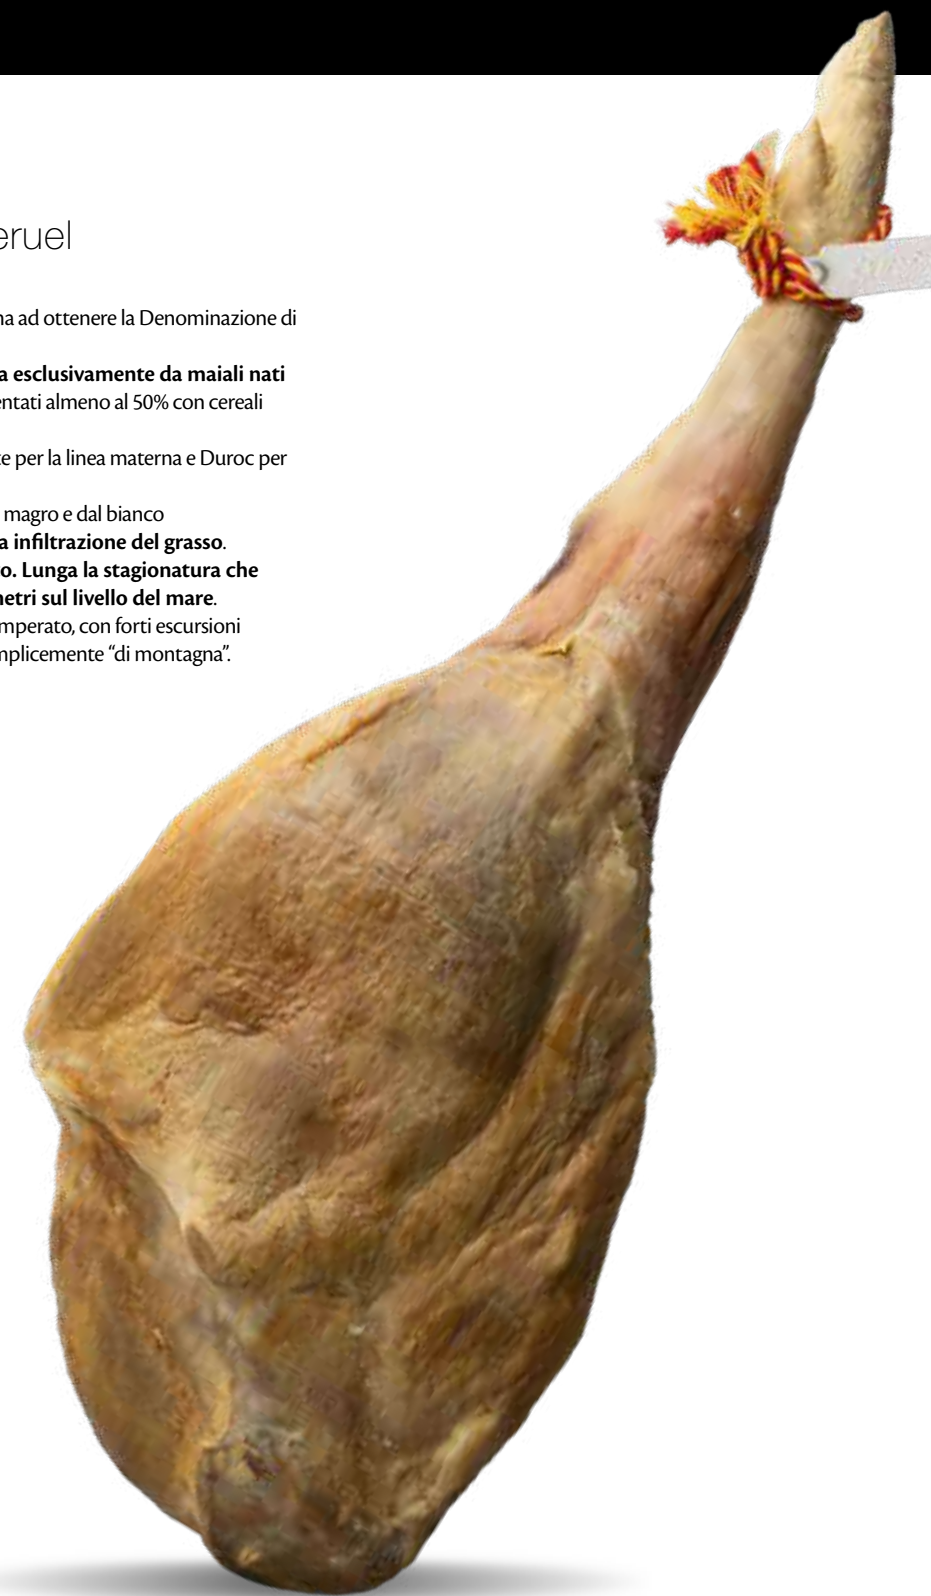 eruel
na ad ottenere la Denominazione di
a esclusivamente da maiali nati
entati almeno al 50% con cereali
e per la linea materna e Duroc per
magro e dal bianco
a infiltrazione del grasso.
o. Lunga la stagionatura che
netri sul livello del mare.
mperato, con forti escursioni
mplicemente “di montagna”.